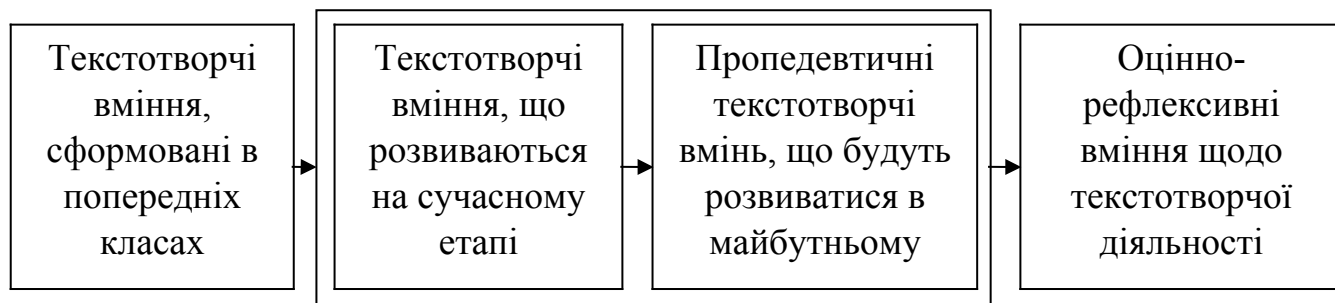 Текстотворчі
вміння,
сформовані в
попередніх
класах
Текстотворчі
вміння, що
розвиваються
на сучасному
етапі
Пропедевтичні
текстотворчі
вмінь, що будуть
розвиватися в
майбутньому
Оцінно-
рефлексивні
вміння щодо
текстотворчої
діяльності